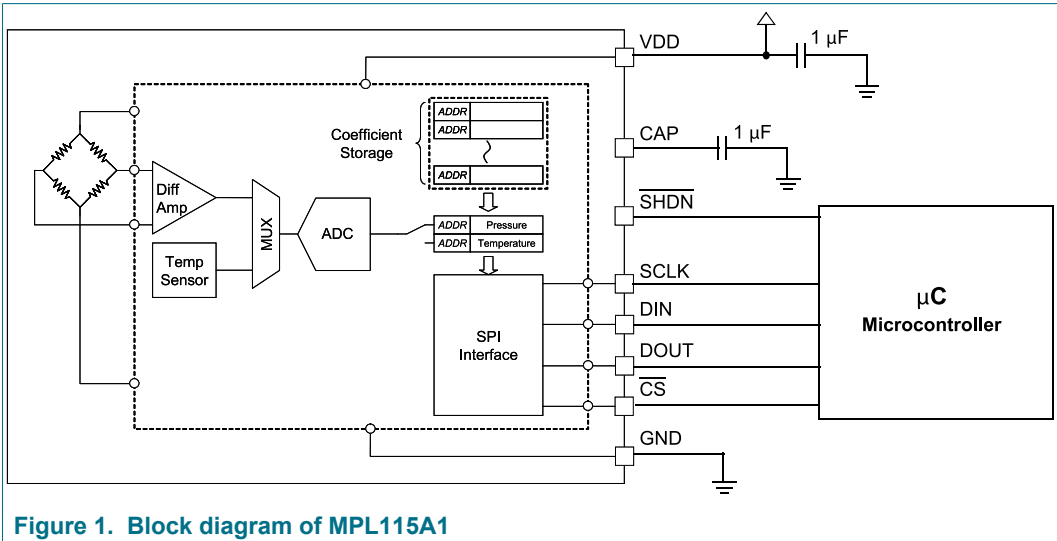 VDD
1 µF
ADDR
ADDR
Coefficient
Storage
ADDR
CAP
1 µF
SHDN
Diff
Amp
MUX
ADC
ADDR Pressure
ADDR Temperature
Temp
Sensor
SCLK
DIN
SPI
Interface
DOUT
CS
GND
µC
Microcontroller
Figure 1. Block diagram of MPL115A1